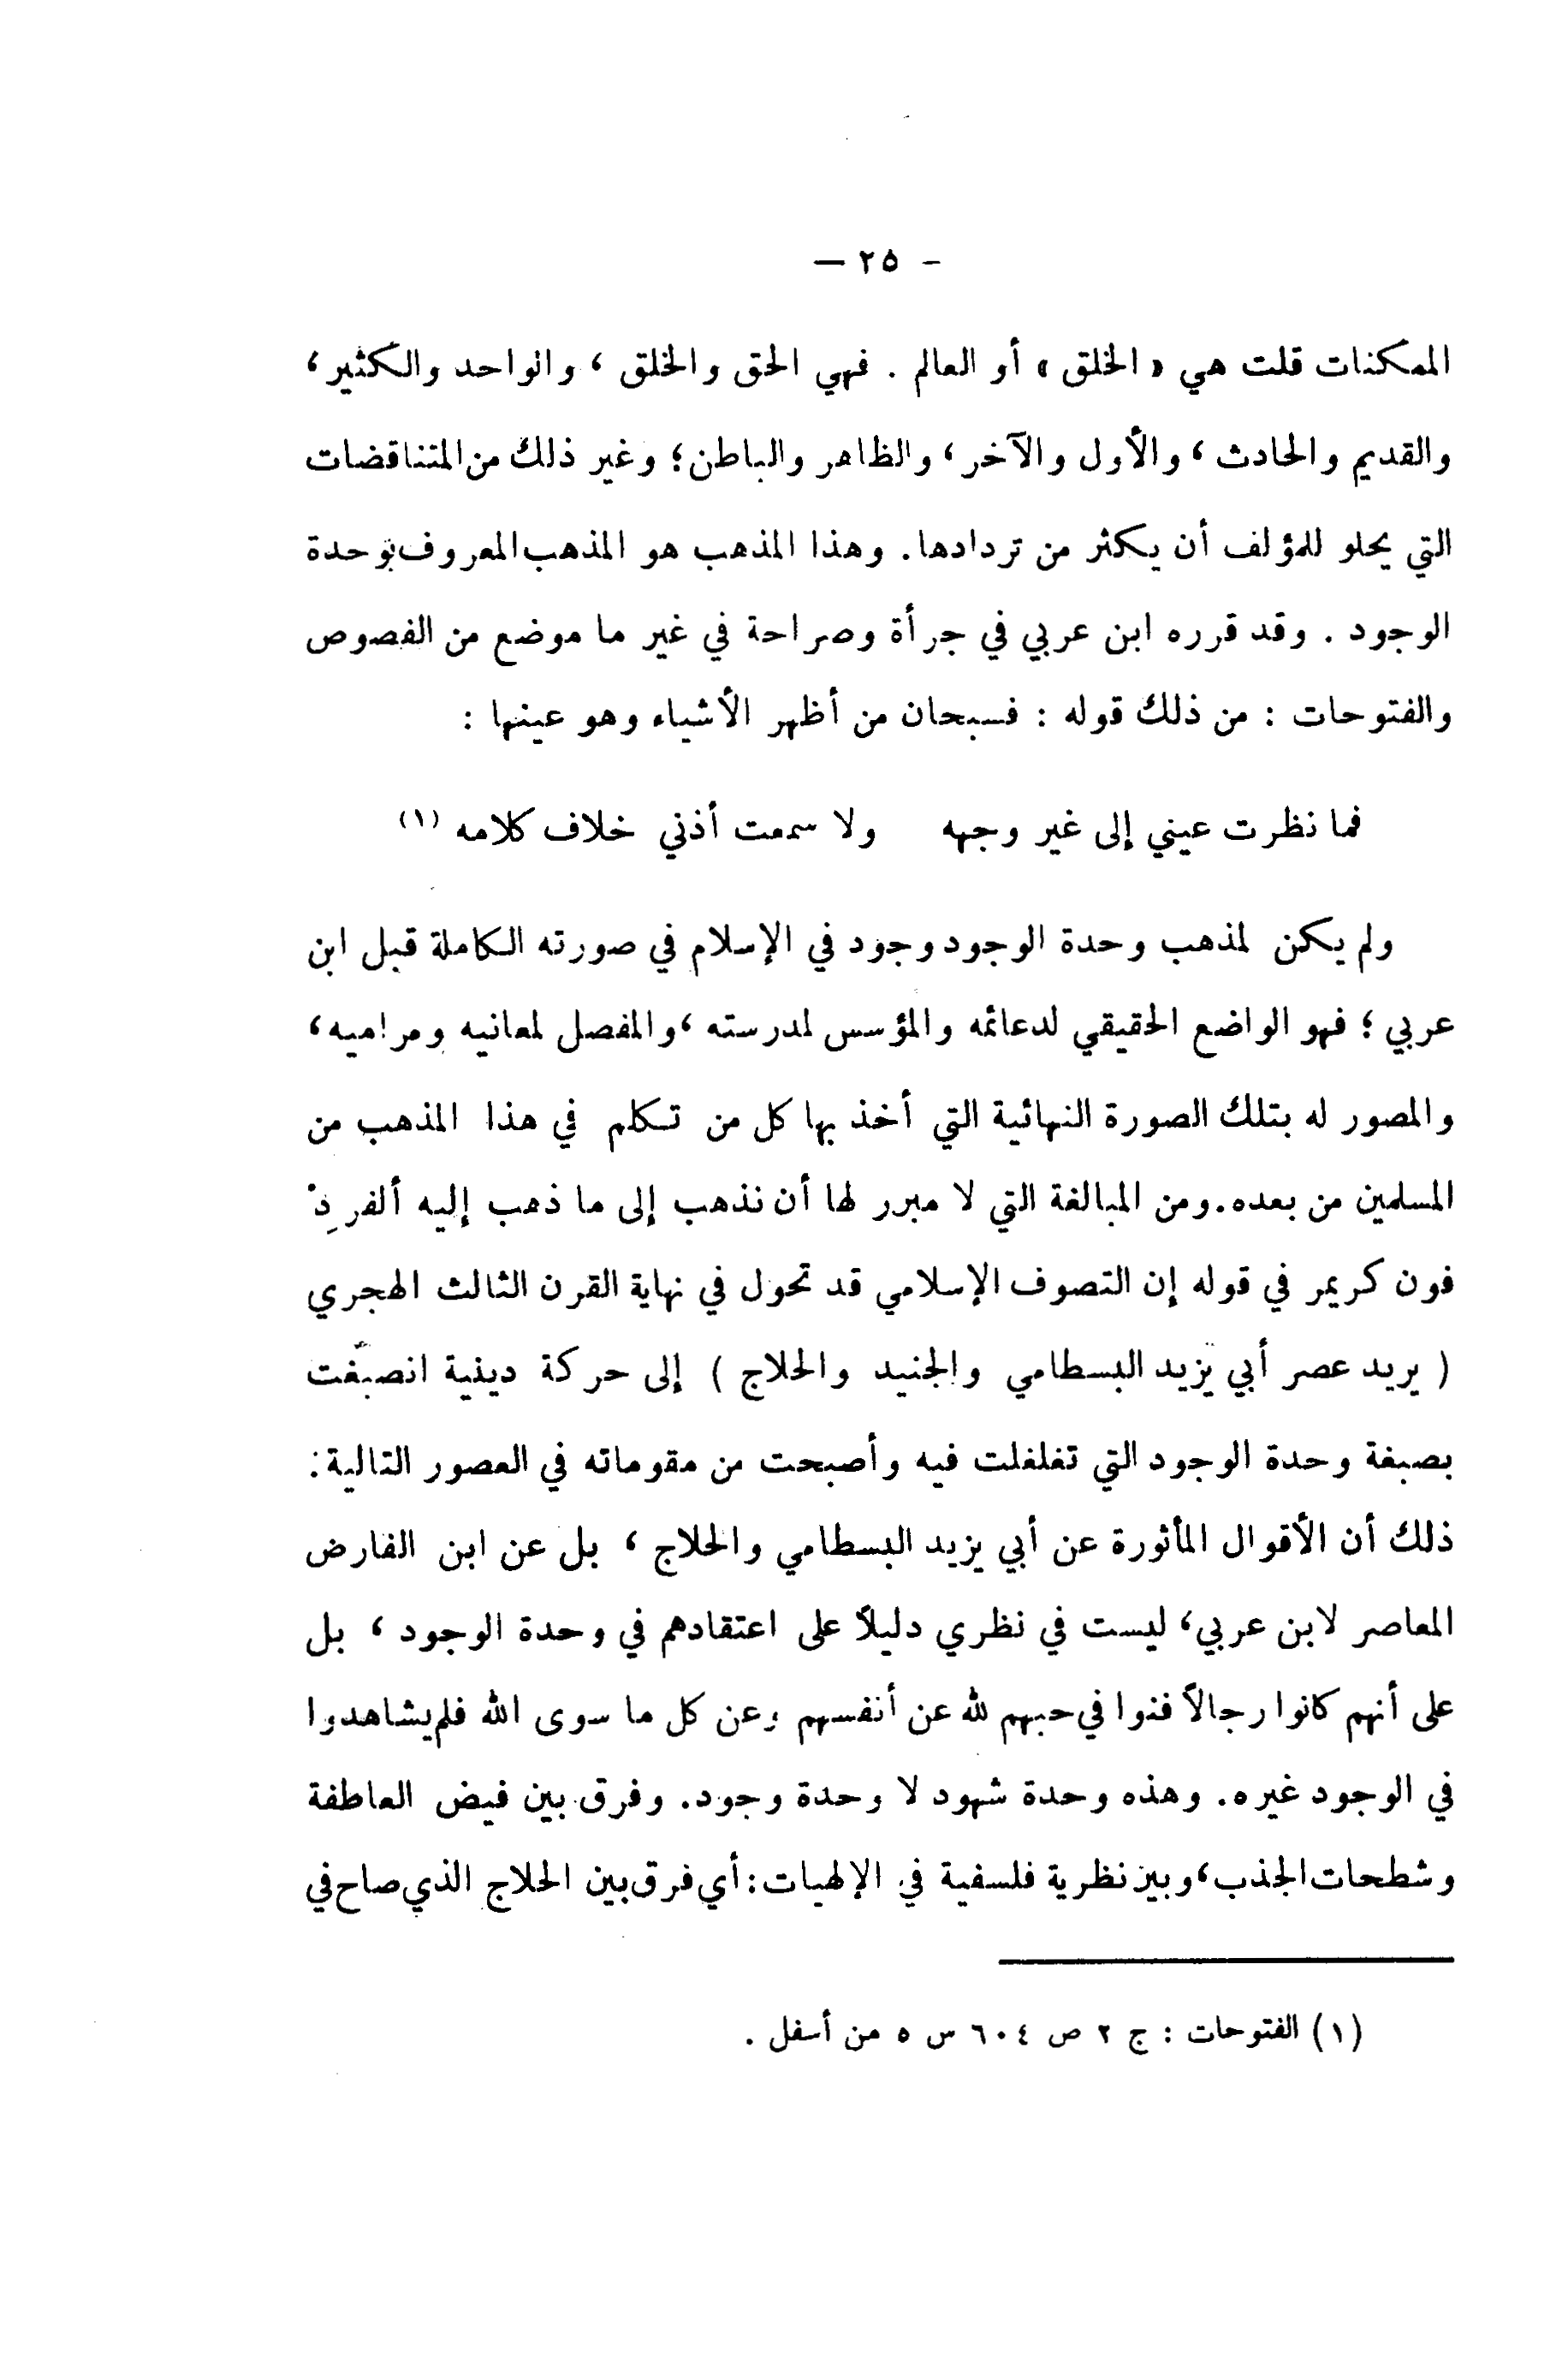 - ٢٥ —
الممكنات قلت هي « الخلق » أو العالم . فهي الحق والخلق ، والواحد والكثير ،
والقديم والحادث ، والأول والآخر ، والظاهر والباطن ؛ وغير ذلك من المتناقضات
التي يحلو للمؤلف أن يكثر من تردادها . وهذا المذهب هو المذهب المعروف بوحدة
الوجود . وقد قرره ابن عربي في جرأة وصراحة في غير ما موضع من الفصوص
والفتوحات : من ذلك قوله : فسبحان من أظهر الأشياء وهو عينها :
فما نظرت عيني إلى غير وجهه ولا سمعت أذني خلاف كلامه (١)
ولم يكن لمذهب وحدة الوجود وجود في الإسلام في صورته الكاملة قبل ابن
عربي ؛ فهو الواضع الحقيقي لدعائمه والمؤسس لمدرسته ، والمفصل لمعانيه ومراميه ،
والمصور له بتلك الصورة النهائية التي أخذ بها كل من تكلم في هذا المذهب من
المسلمين من بعده . ومن المبالغة التي لا مبرر لها أن نذهب إلى ما ذهب إليه ألفرِدْ
فون كريمر في قوله إن التصوف الإسلامي قد تحول في نهاية القرن الثالث الهجري
( يريد عصر أبي يزيد البسطامي والجنيد والحلاج ) إلى حركة دينية انصبَغت
بصبغة وحدة الوجود التي تغلغلت فيه وأصبحت من مقوماته في العصور التالية :
ذلك أن الأقوال المأثورة عن أبي يزيد البسطامي والحلاج ، بل عن ابن الفارض
المعاصر لابن عربي ، ليست في نظري دليلاً على اعتقادهم في وحدة الوجود ، بل
على أنهم كانوا رجالاً فنوا في حبهم لله عن أنفسهم وعن كل ما سوى الله فلم يشاهدوا
في الوجود غيره . وهذه وحدة شهود لا وحدة وجود . وفرق بين فيض العاطفة
وشطحات الجذب ، وبين نظرية فلسفية في الإلهيات : أي فرق بين الحلاج الذي صاح في
(١) الفتوحات : ج ٢ ص ٦٠٤ س ٥ من أسفل .